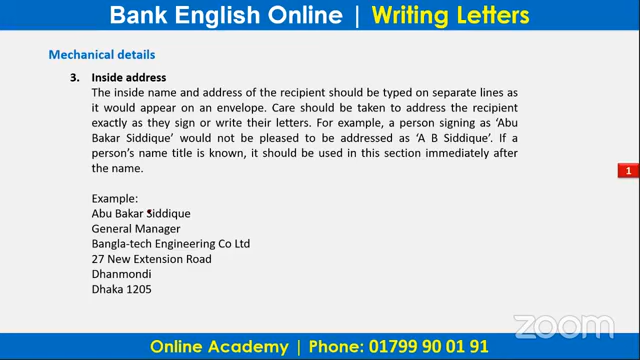 Bank English Online | Writing Letters
Mechanical details
3. Inside address
The inside name and address of the recipient should be typed on separate lines as
it would appear on an envelope. Care should be taken to address the recipient
exactly as they sign or write their letters. For example, a person signing as ‘Abu
Bakar Siddique’ would not be pleased to be addressed as ‘A B Siddique’. If a
person’s name title is known, it should be used in this section immediately after
the name.
1
Example:
Abu Bakar Siddique
General Manager
Bangla-tech Engineering Co Ltd
27 New Extension Road
Dhanmondi
Dhaka 1205
zoom
Online Academy | Phone: 01799 90 01 91